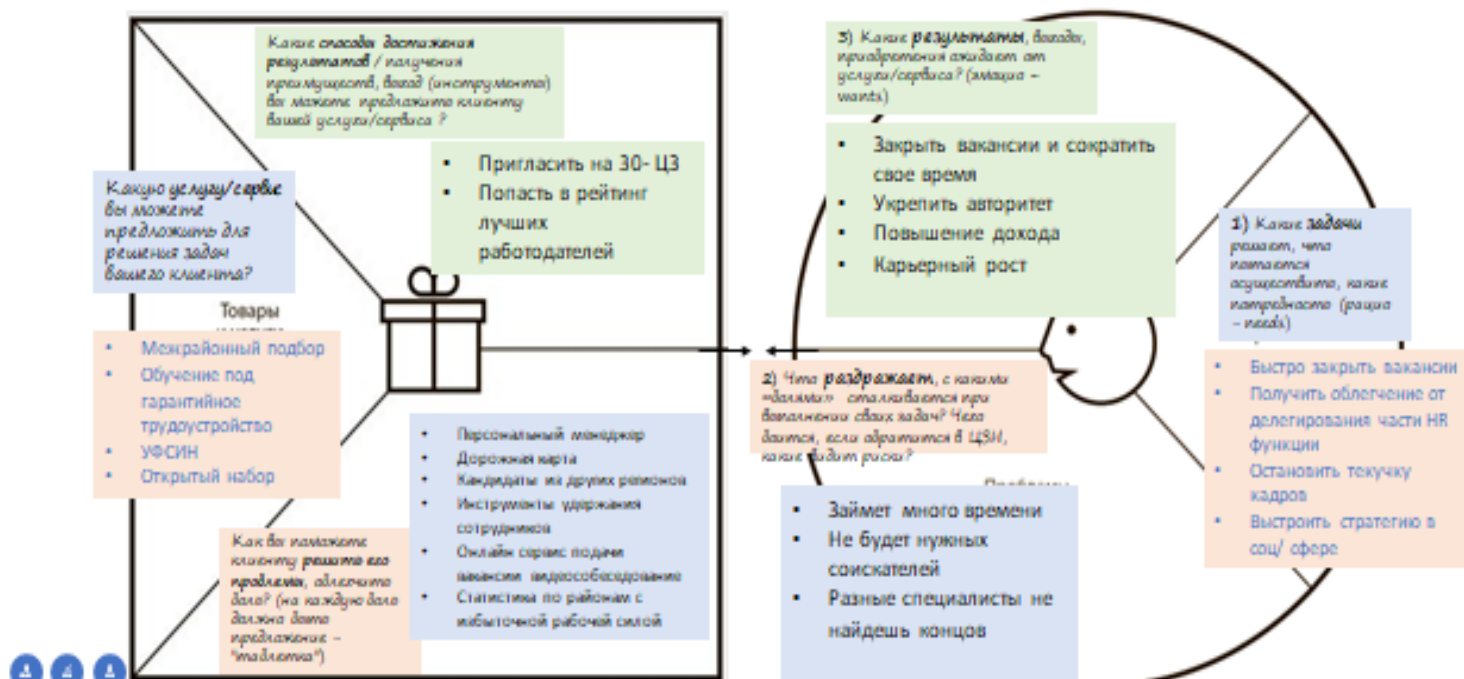 Какие способы достижения
результатов / получения
преимуществ, выгод (инструменты)
вы можете предложить клиенту
вашей услуги/сервиса ?
• Пригласить на 30- ЦЗ
• Попасть в рейтинг
лучших
работодателей
Какую услугу/сервис
вы можете
предложить для
решения задач
вашего клиента?
Товары
• Межрайонный подбор
• Обучение под
гарантийное
трудоустройство
• УФСИН
• Открытый набор
Как вы поможете
клиенту решить его
проблемы, облегчить
боль? (на каждую боль
должно быть
предложение –
"таблетка")
• Персональный менеджер
• Дорожная карта
• Кандидаты из других регионов
• Инструменты удержания
сотрудников
• Онлайн сервис подачи
вакансии видеособеседование
• Статистика по районам с
избыточной рабочей силой
3) Какие результаты, выгоды,
приобретения ожидает от
услуги/сервиса? (эмоцио –
wants)
• Закрыть вакансии и сократить
свое время
• Укрепить авторитет
• Повышение дохода
• Карьерный рост
1) Какие задачи
решает, что
пытается
осуществить, какие
потребности (рацио
– needs)
• Быстро закрыть вакансии
• Получить облегчение от
делегирования части HR
функции
• Остановить текучку
кадров
• Выстроить стратегию в
соц/ сфере
2) Что раздражает, с какими
«болями» сталкивается при
выполнении своих задач? Чего
боится, если обратится в ЦЗН,
какие видит риски?
• Займет много времени
• Не будет нужных
соискателей
• Разные специалисты не
найдешь концов